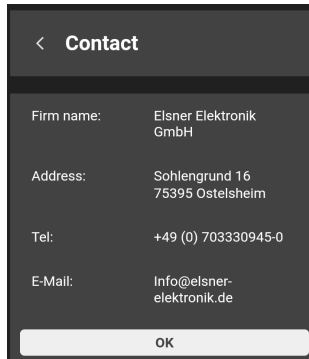 Contact
Firm name: Elsner Elektronik
GmbH
Address: Sohlengrund 16
75395 Ostelsheim
Tel: +49 (0) 703330945-0
E-Mail: Info@elsner-
elektronik.de
OK